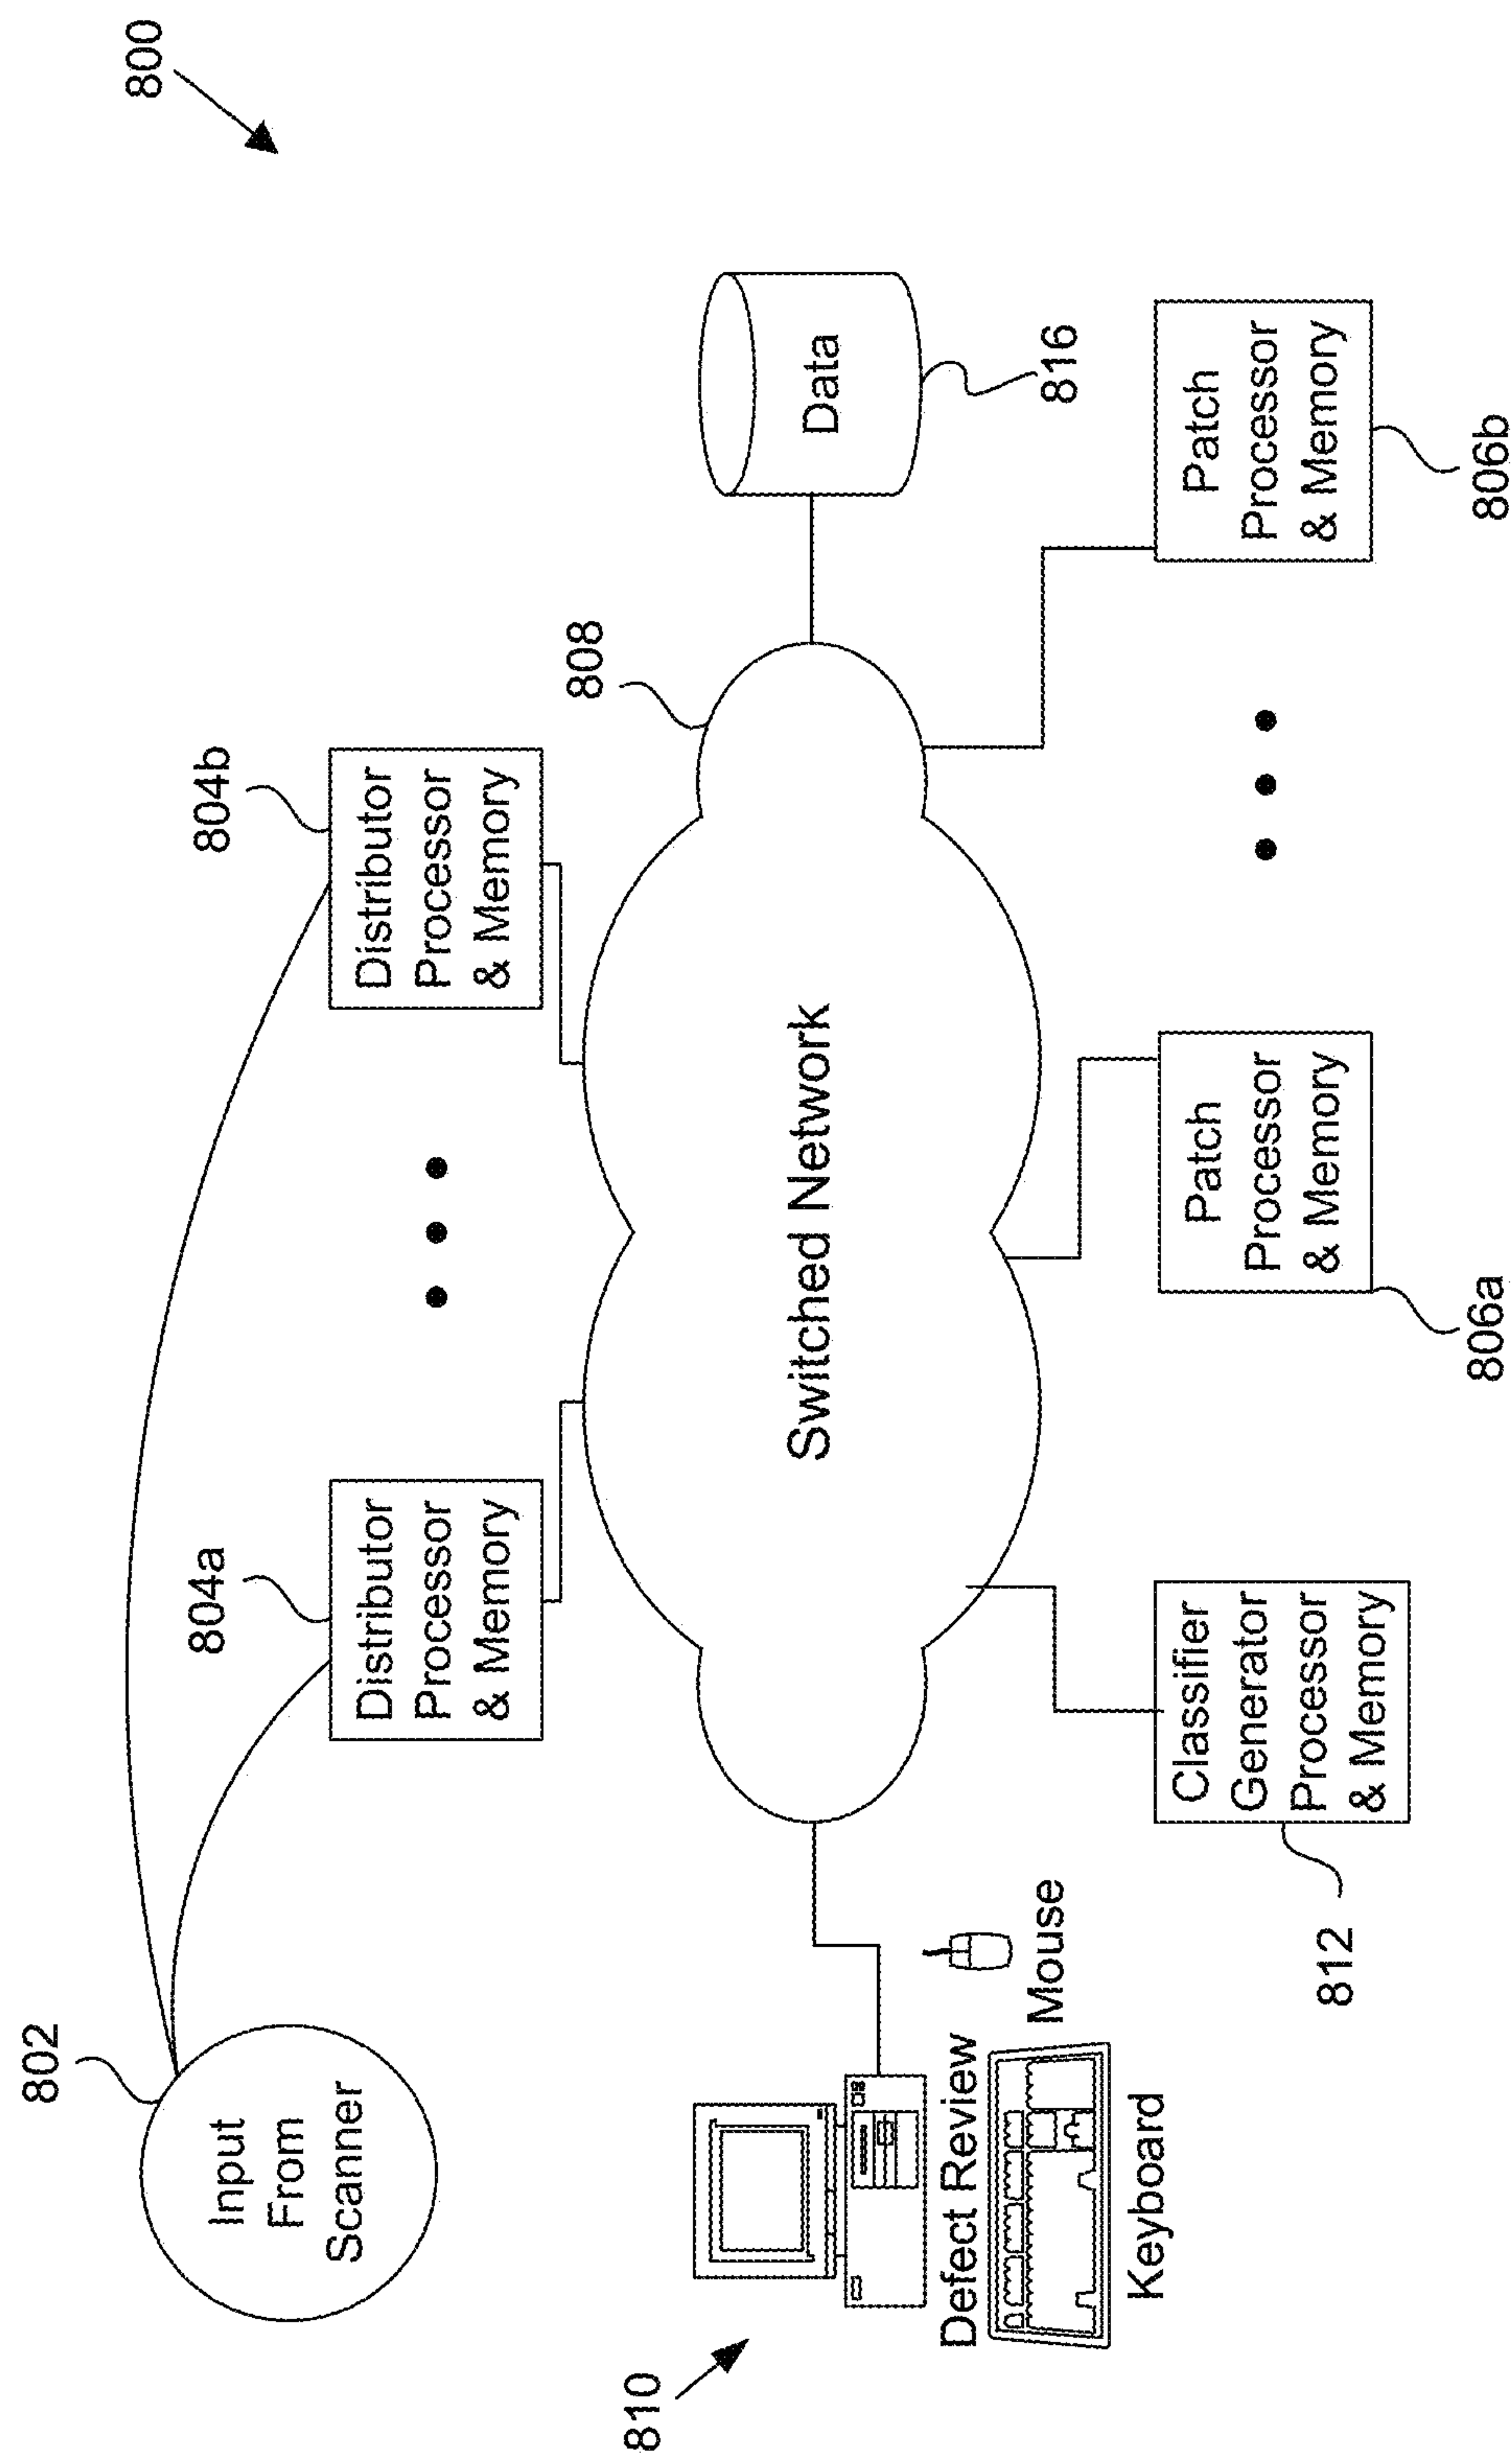 800
802
Input
From
Scanner
804a
Distributor
Processor
& Memory
804b
Distributor
Processor
& Memory
808
Switched Network
Data
816
810
Defect Review
Mouse
Keyboard
Classifier
Generator
Processor
& Memory
812
Patch
Processor
& Memory
806a
Patch
Processor
& Memory
806b